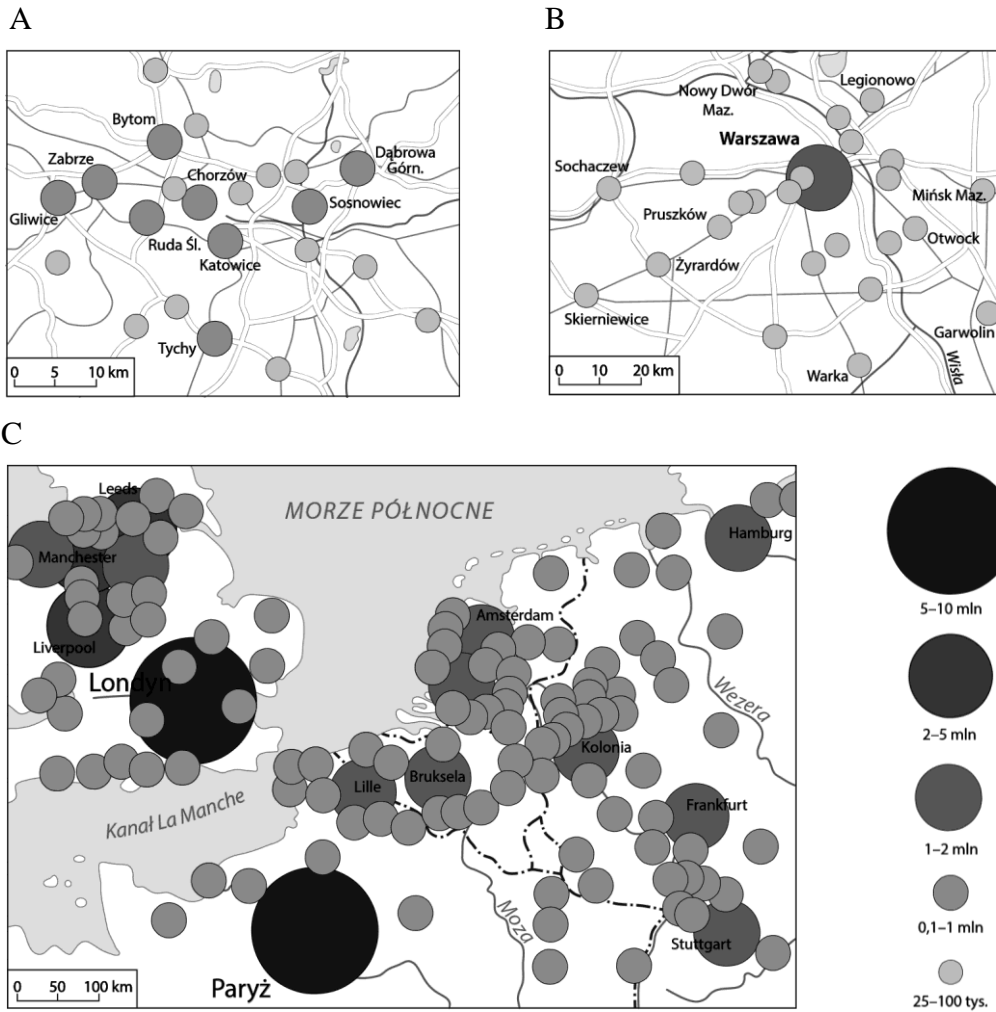 A
Bytom
Zabrze
Chorzów
Dąbrowa
Górn.
Sosnowiec
Gliwice
Ruda Śl.
Katowice
Tychy
0 5 10 km
B
Legionowo
Nowy Dwór
Maz.
Warszawa
Sochaczew
Mińsk Maz.
Pruszków
Otwock
Żyrardów
Skierniewice
Garwolin
Warka
Wisła
0 10 20 km
C
Leeds
MORZE PÓŁNOCNE
Hamburg
Manchester
Amsterdam
Liverpool
Londyn
Wezera
Kolonia
Bruksela
Lille
Frankfurt
Kanał La Manche
Moza
Stuttgart
Paryż
0 50 100 km
5–10 mln
2–5 mln
1–2 mln
0,1–1 mln
25–100 tys.